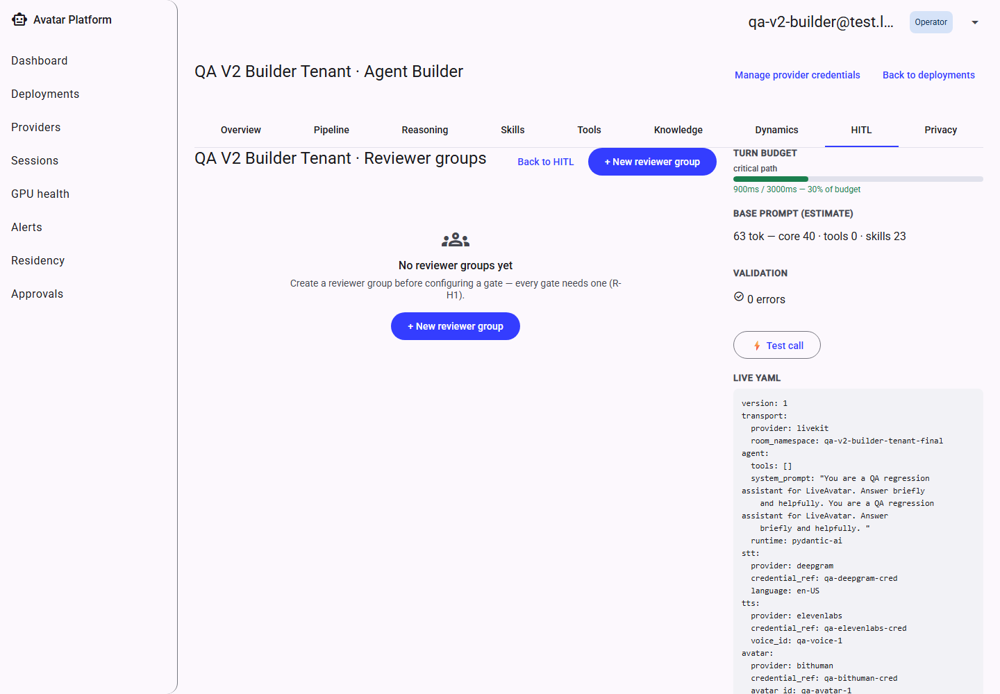 Avatar Platform
Dashboard
Deployments
Providers
Sessions
GPU health
Alerts
Residency
Approvals
qa-v2-builder@test.l...
Operator
QA V2 Builder Tenant · Agent Builder
Manage provider credentials
Back to deployments
Overview
Pipeline
Reasoning
Skills
Tools
Knowledge
Dynamics
HITL
Privacy
QA V2 Builder Tenant · Reviewer groups
Back to HITL
+ New reviewer group
No reviewer groups yet
Create a reviewer group before configuring a gate — every gate needs one (R-
H1).
+ New reviewer group
TURN BUDGET
critical path
900ms / 3000ms — 30% of budget
BASE PROMPT (ESTIMATE)
63 tok — core 40 · tools 0 · skills 23
VALIDATION
0 errors
Test call
LIVE YAML
version: 1
transport:
  provider: livekit
  room_namespace: qa-v2-builder-tenant-final
agent:
  tools: []
  system_prompt: "You are a QA regression
assistant for LiveAvatar. Answer briefly
    and helpfully. You are a QA regression
assistant for LiveAvatar. Answer
    briefly and helpfully. "
  runtime: pydantic-ai
stt:
  provider: deepgram
  credential_ref: qa-deepgram-cred
  language: en-US
tts:
  provider: elevenlabs
  credential_ref: qa-elevenlabs-cred
  voice_id: qa-voice-1
avatar:
  provider: bithuman
  credential_ref: qa-bithuman-cred
  avatar_id: qa-avatar-1